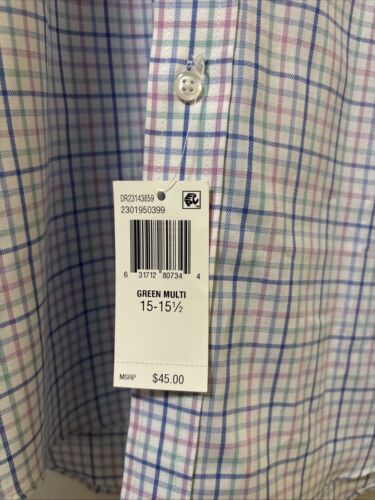 DR23143859
2301950399
6 31712 80734 4
GREEN MULTI
15-15½
MSRP $45.00